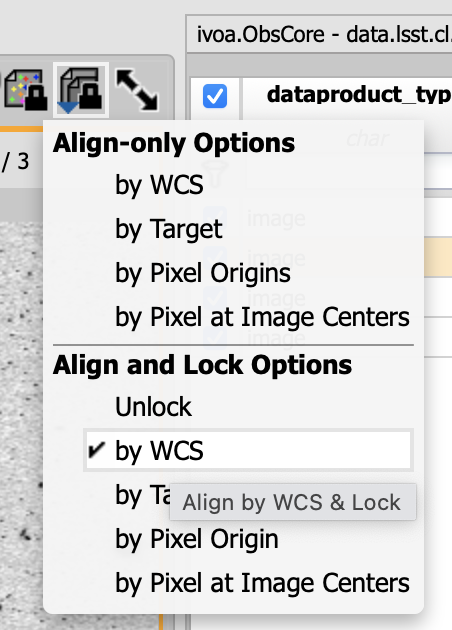 ivoa.ObsCore - data.lsst.cl.
dataproduct_typ
/ 3
char
Align-only Options
by WCS
by Target
image
by Pixel Origins
image
image
by Pixel at Image Centers
image
Align and Lock Options
Unlock
✔ by WCS
by Ta
Align by WCS & Lock
by Pixel Origin
by Pixel at Image Centers